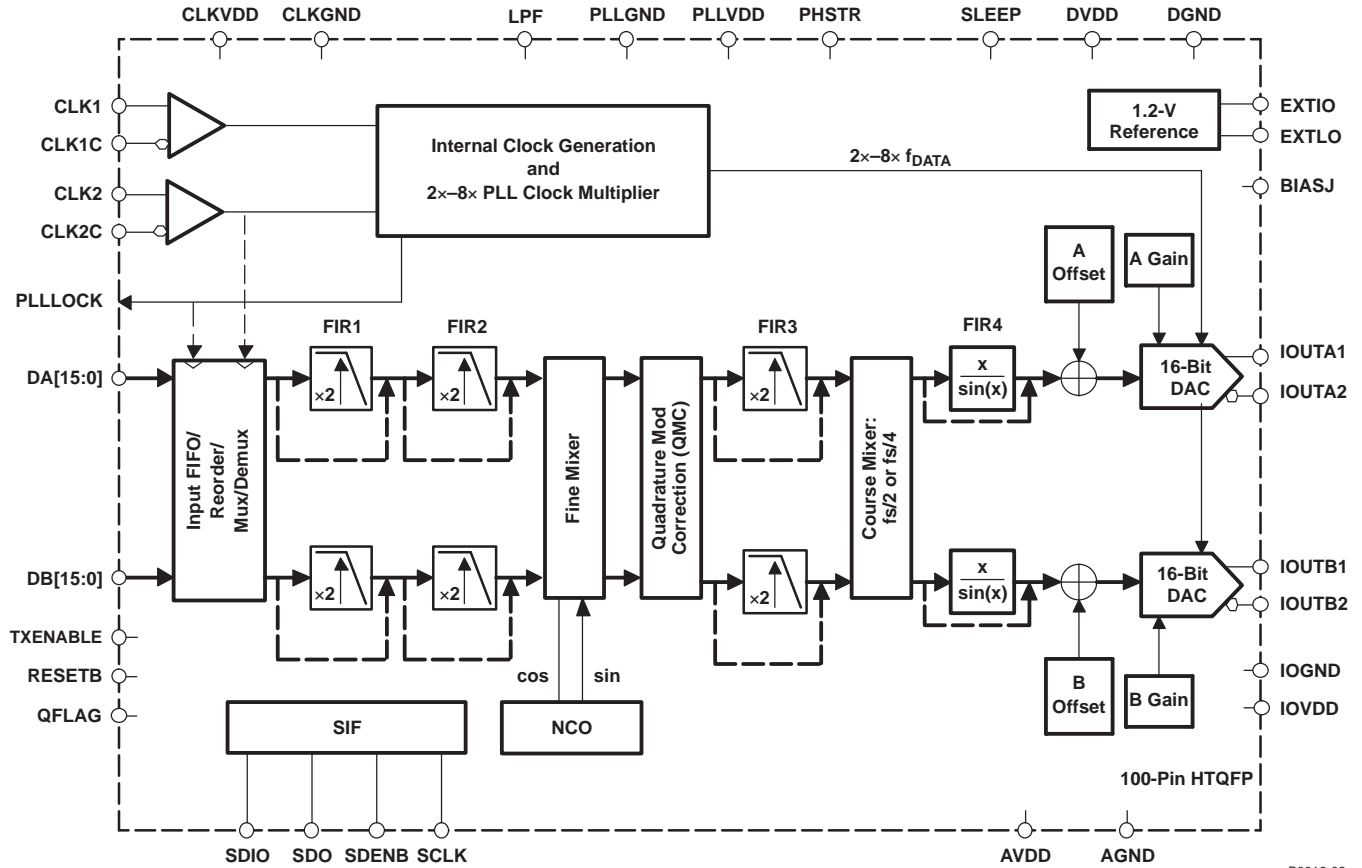 CLKVDD CLKGND LPF PLLGND PLLVDD PHSTR SLEEP DVDD DGND
CLK1
CLK1C
CLK2
CLK2C
PLLLOCK
Internal Clock Generation
and
2×–8× PLL Clock Multiplier
2×–8× fDATA
1.2-V
Reference
EXTIO
EXTLO
BIASJ
A
Offset
A Gain
FIR1 FIR2 FIR3 FIR4
DA[15:0]
×2
×2
×2
x
sin(x)
16-Bit
DAC
IOUTA1
IOUTA2
Input FIFO/
Reorder/
Mux/Demux
Fine Mixer
Quadrature Mod
Correction (QMC)
Course Mixer:
fs/2 or fs/4
DB[15:0]
×2
×2
×2
x
sin(x)
16-Bit
DAC
IOUTB1
IOUTB2
TXENABLE
RESETB
QFLAG
cos sin
SIF
NCO
B
Offset
B Gain
IOGND
IOVDD
100-Pin HTQFP
SDIO SDO SDENB SCLK AVDD AGND